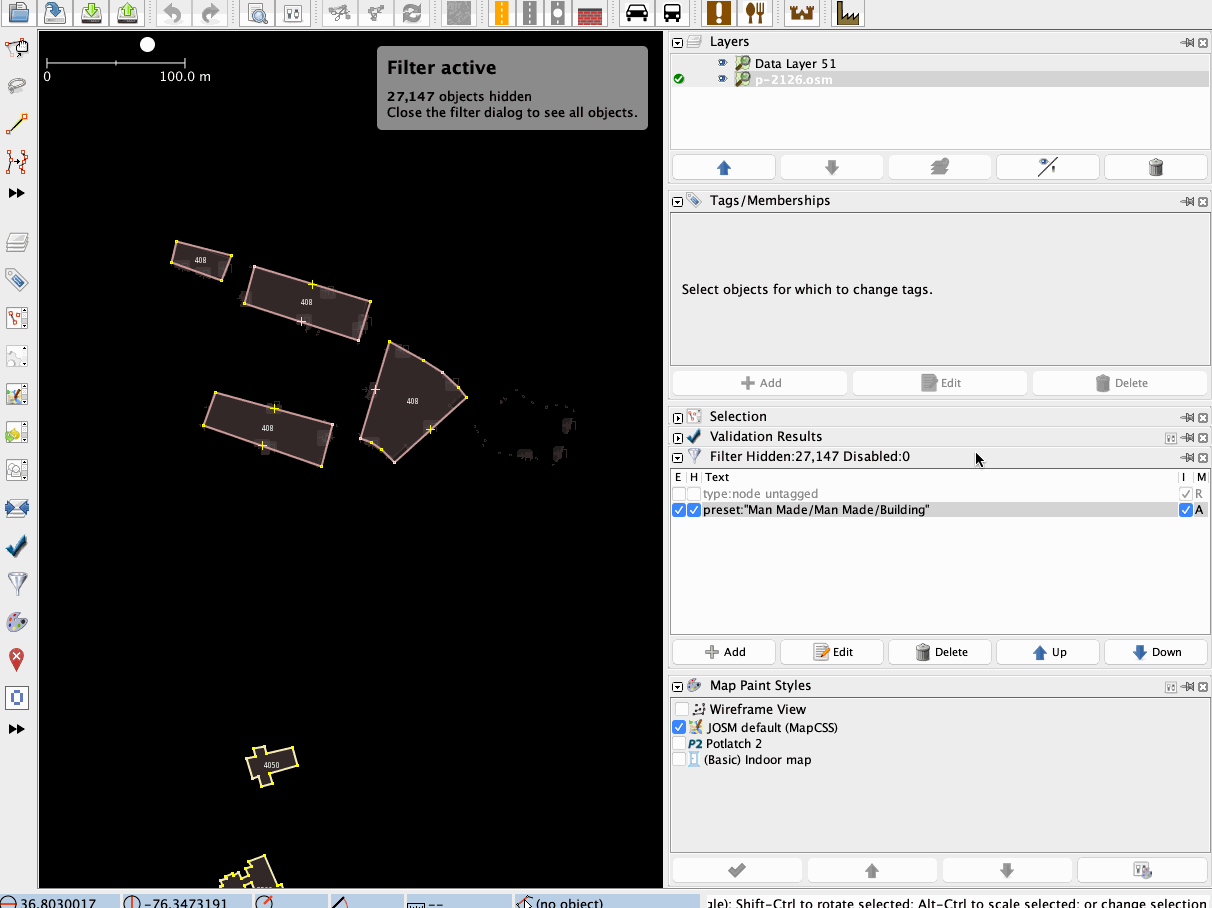 0
100.0 m
Filter active
27,147 objects hidden
Close the filter dialog to see all objects.
408
408
408
408
4050
Layers
Data Layer 51
p-2126.osm
Tags/Memberships
Select objects for which to change tags.
Add Edit Delete
Selection
Validation Results
Filter Hidden:27,147 Disabled:0
E H Text I M
type:node untagged R
preset:"Man Made/Man Made/Building" A
Add Edit Delete Up Down
Map Paint Styles
Wireframe View
JOSM default (MapCSS)
P2 Potlatch 2
(Basic) Indoor map
36.8030017 -76.3473191 -- (no object) gle); Shift-Ctrl to rotate selected; Alt-Ctrl to scale selected; or change selection